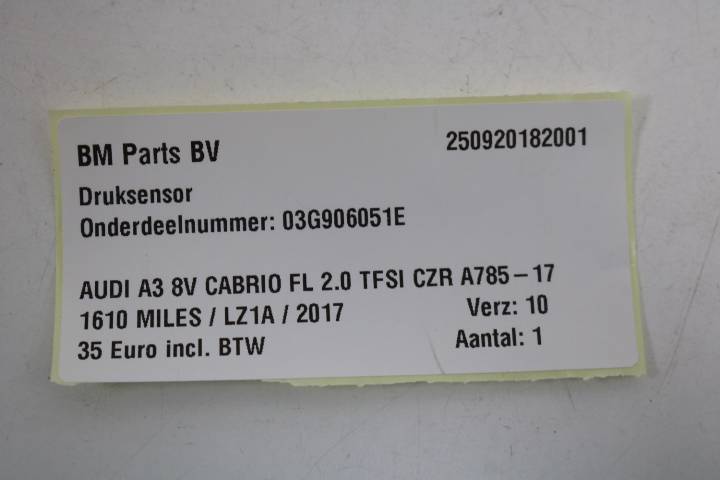 BM Parts BV 250920182001
Druksensor
Onderdeelnummer: 03G906051E
AUDI A3 8V CABRIO FL 2.0 TFSI CZR A785-17
1610 MILES / LZ1A / 2017 Verz: 10
35 Euro incl. BTW Aantal: 1